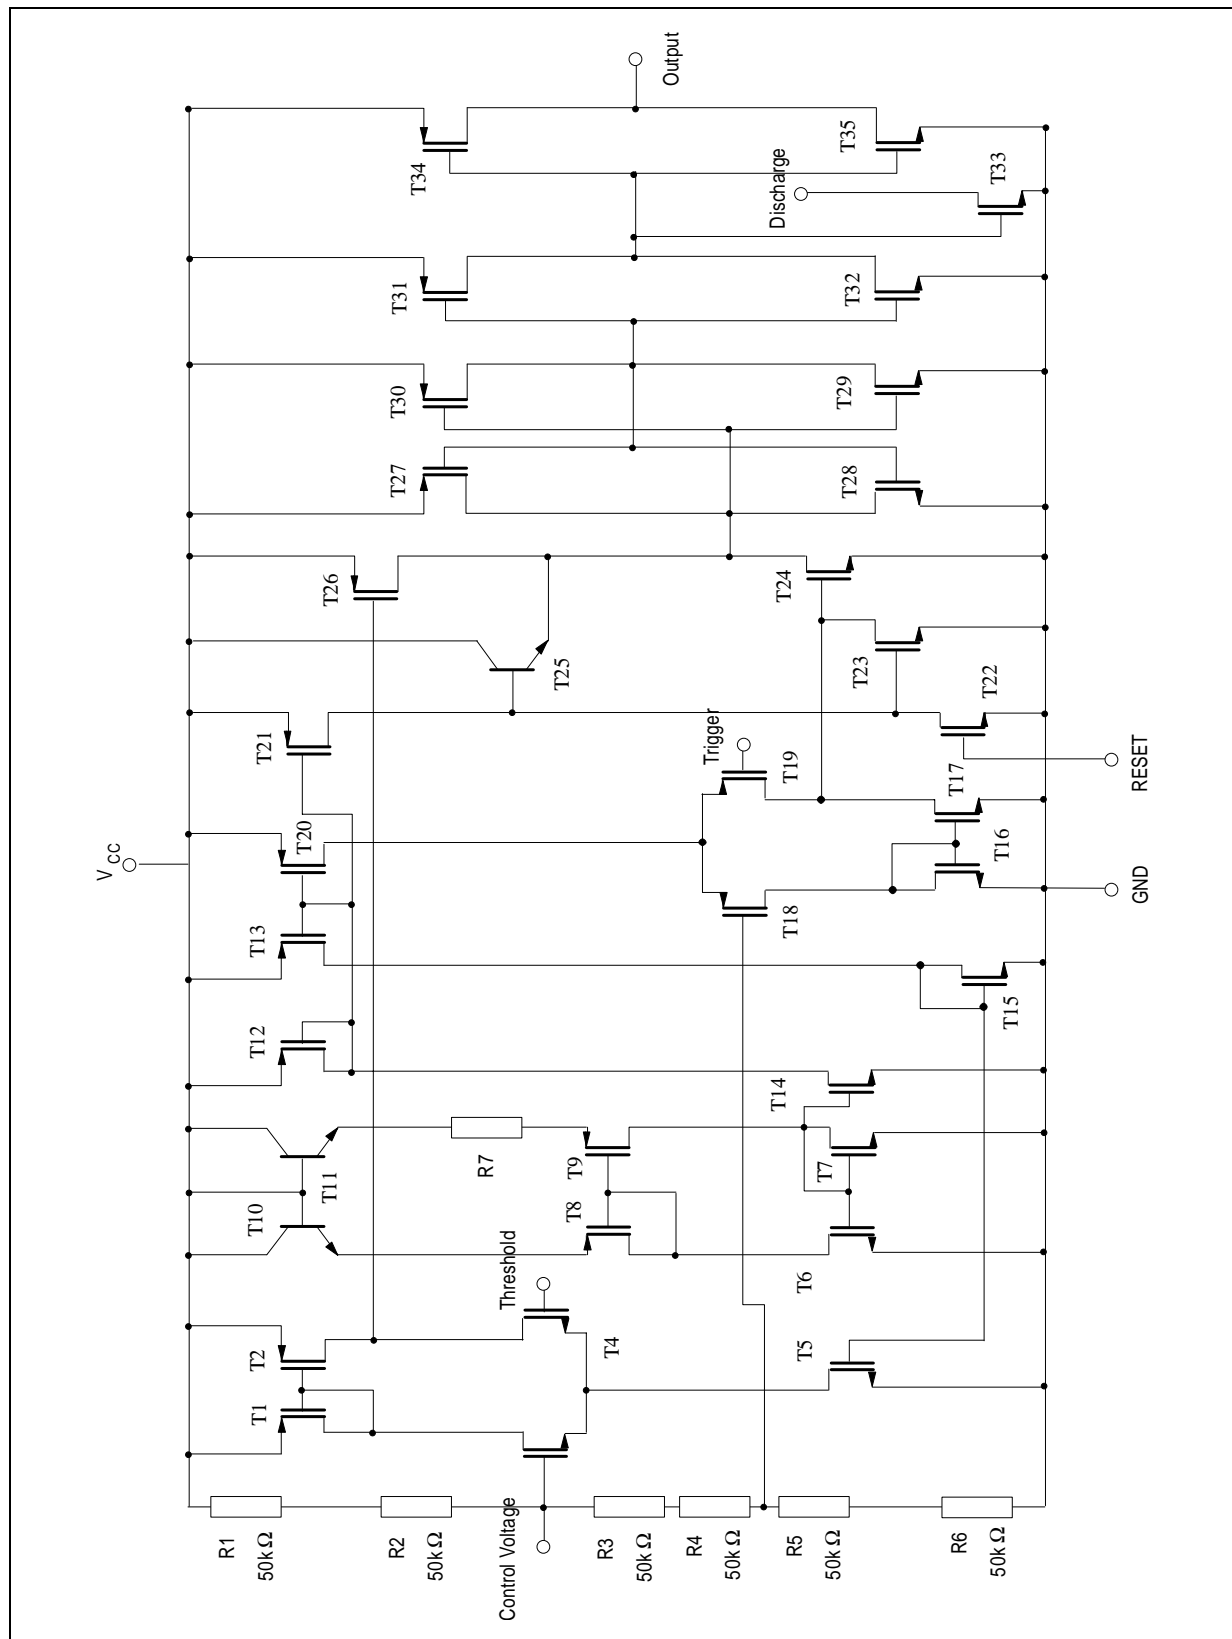 Output
T34
T35
T33
Discharge
T31
T32
T30
T29
T27
T28
T26
T24
T25
T23
T22
T21
Trigger
T19
T17
RESET
VCC
T20
T16
GND
T13
T18
T15
T12
T14
T11
R7
T9
T7
T10
T8
T6
Threshold
T2
T4
T5
T1
R1
50kΩ
R2
50kΩ
Control Voltage
R3
50kΩ
R4
50kΩ
R5
50kΩ
R6
50kΩ